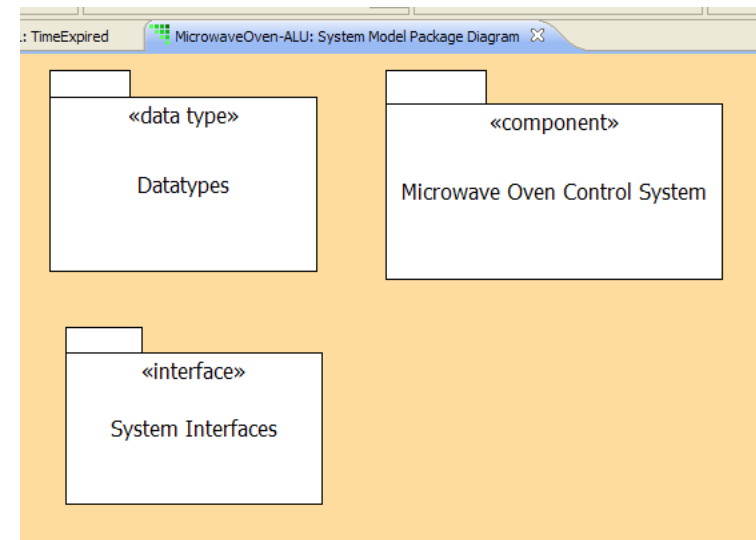 .: TimeExpired
MicrowaveOven-ALU: System Model Package Diagram
«data type»
Datatypes
«component»
Microwave Oven Control System
«interface»
System Interfaces